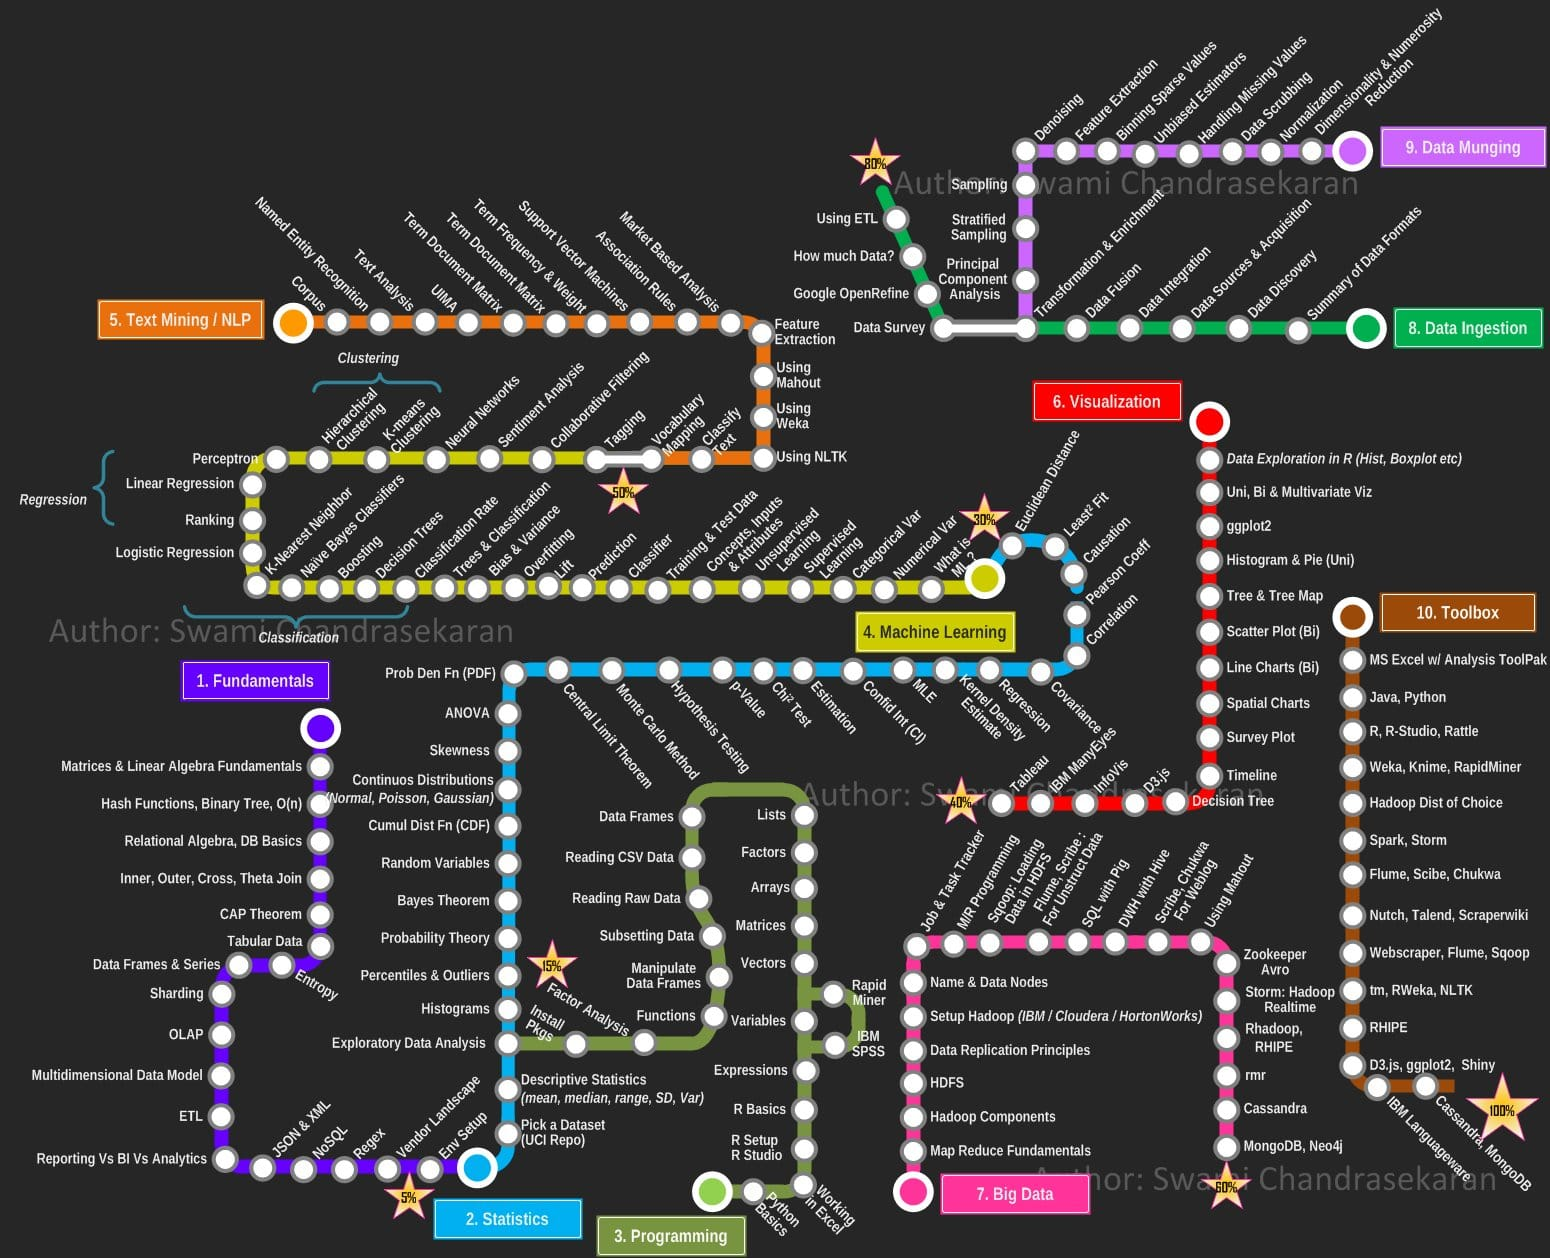 Dimensionality & Numerosity
Reduction
Normalization
Data Scrubbing
Handling Missing Values
Unbiased Estimators
Binning Sparse Values
Feature Extraction
Denoising
9. Data Munging
80%
Author: Swami Chandrasekaran
Sampling
Stratified
Sampling
Principal
Component
Analysis
Using ETL
How much Data?
Google OpenRefine
Data Survey
Transformation & Enrichment
Data Fusion
Data Integration
Data Sources & Acquisition
Data Discovery
Summary of Data Formats
8. Data Ingestion
5. Text Mining / NLP
Corpus
Named Entity Recognition
Text Analysis
UIMA
Term Document Matrix
Term Document Matrix
Term Frequency & Weight
Support Vector Machines
Association Rules
Market Based Analysis
Feature
Extraction
Using
Mahout
Using
Weka
Using NLTK
Classify
Text
Vocabulary
Mapping
50%
Tagging
Collaborative Filtering
Sentiment Analysis
Neural Networks
Clustering
K-means
Clustering
Hierarchical
Clustering
Perceptron
Regression
Linear Regression
Ranking
Logistic Regression
K-Nearest Neighbor
Naïve Bayes Classifiers
Boosting
Decision Trees
Classification Rate
Trees & Classification
Bias & Variance
Overfitting
Lift
Prediction
Classifier
Training & Test Data
Concepts, Inputs
& Attributes
Unsupervised
Learning
Supervised
Learning
Categorical Var
Numerical Var
What is
ML?
30%
4. Machine Learning
Classification
Author: Swami Chandrasekaran
Euclidean Distance
Least² Fit
Causation
Pearson Coeff
Correlation
Covariance
Regression
Kernel Density
Estimate
MLE
Confid Int (CI)
Estimation
Chi² Test
p-Value
Hypothesis Testing
Monte Carlo Method
Central Limit Theorem
Prob Den Fn (PDF)
ANOVA
Skewness
Continuos Distributions
(Normal, Poisson, Gaussian)
Cumul Dist Fn (CDF)
Random Variables
Bayes Theorem
Probability Theory
Percentiles & Outliers
Histograms
Exploratory Data Analysis
Descriptive Statistics
(mean, median, range, SD, Var)
Pick a Dataset
(UCI Repo)
2. Statistics
1. Fundamentals
Matrices & Linear Algebra Fundamentals
Hash Functions, Binary Tree, O(n)
Relational Algebra, DB Basics
Inner, Outer, Cross, Theta Join
CAP Theorem
Tabular Data
Entropy
Data Frames & Series
Sharding
OLAP
Multidimensional Data Model
ETL
Reporting Vs BI Vs Analytics
JSON & XML
NoSQL
Regex
Vendor Landscape
Env Setup
5%
15%
Install
Pkgs
Factor Analysis
Functions
Manipulate
Data Frames
Subsetting Data
Reading Raw Data
Reading CSV Data
Data Frames
Lists
Factors
Arrays
Matrices
Vectors
Rapid
Miner
Variables
IBM
SPSS
Expressions
R Basics
R Setup
R Studio
Working
in Excel
Python
Basics
3. Programming
6. Visualization
Data Exploration in R (Hist, Boxplot etc)
Uni, Bi & Multivariate Viz
ggplot2
Histogram & Pie (Uni)
Tree & Tree Map
Scatter Plot (Bi)
Line Charts (Bi)
Spatial Charts
Survey Plot
Timeline
Decision Tree
D3.js
InfoVis
IBM ManyEyes
Tableau
40%
Author: Swami Chandrasekaran
Job & Task Tracker
M/R Programming
Sqoop: Loading
Data in HDFS
Flume, Scribe :
For Unstruct Data
SQL with Pig
DWH with Hive
Scribe, Chukwa
For Weblog
Using Mahout
Name & Data Nodes
Setup Hadoop (IBM / Cloudera / HortonWorks)
Data Replication Principles
HDFS
Hadoop Components
Map Reduce Fundamentals
7. Big Data
Zookeeper
Avro
Storm: Hadoop
Realtime
Rhadoop,
RHIPE
rmr
Cassandra
MongoDB, Neo4j
60%
Author: Swami Chandrasekaran
10. Toolbox
MS Excel w/ Analysis ToolPak
Java, Python
R, R-Studio, Rattle
Weka, Knime, RapidMiner
Hadoop Dist of Choice
Spark, Storm
Flume, Scibe, Chukwa
Nutch, Talend, Scraperwiki
Webscraper, Flume, Sqoop
tm, RWeka, NLTK
RHIPE
D3.js, ggplot2, Shiny
IBM Languageware
Cassandra, MongoDB
100%